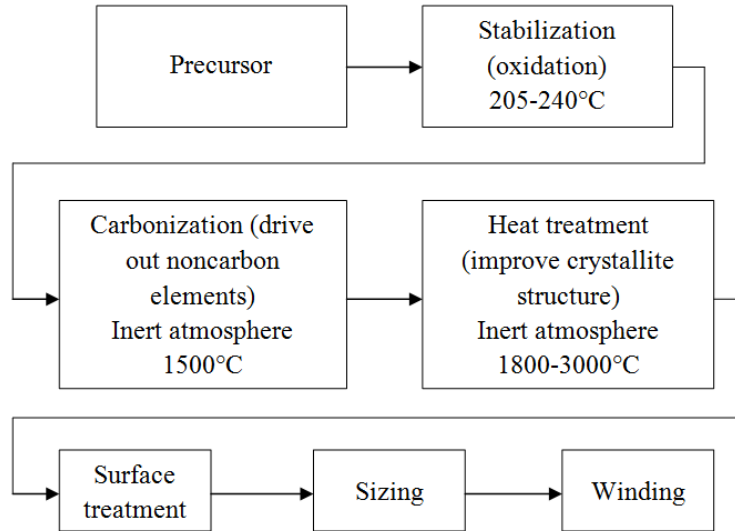 Precursor
Stabilization
(oxidation)
205-240°C
Carbonization (drive
out noncarbon
elements)
Inert atmosphere
1500°C
Heat treatment
(improve crystallite
structure)
Inert atmosphere
1800-3000°C
Surface
treatment
Sizing
Winding